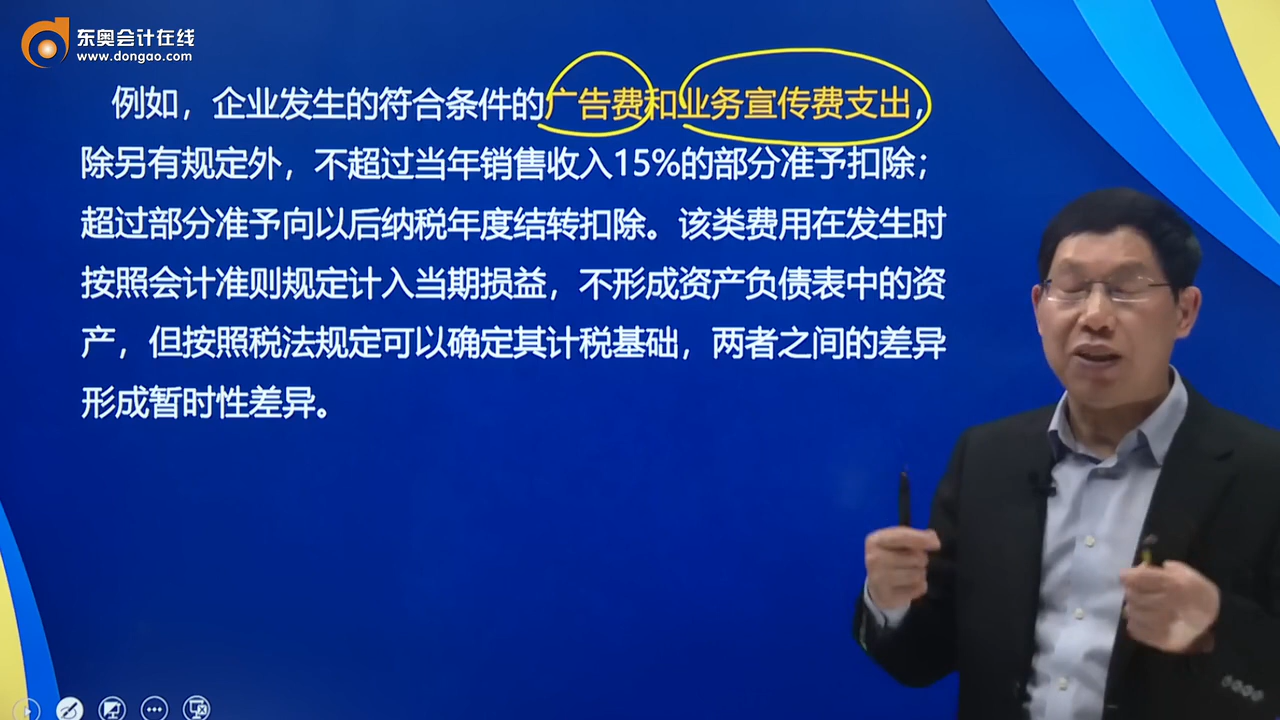 东奥会计在线
www.dongao.com
例如，企业发生的符合条件的广告费和业务宣传费支出，
除另有规定外，不超过当年销售收入15%的部分准予扣除；
超过部分准予向以后纳税年度结转扣除。该类费用在发生时
按照会计准则规定计入当期损益，不形成资产负债表中的资
产，但按照税法规定可以确定其计税基础，两者之间的差异
形成暂时性差异。